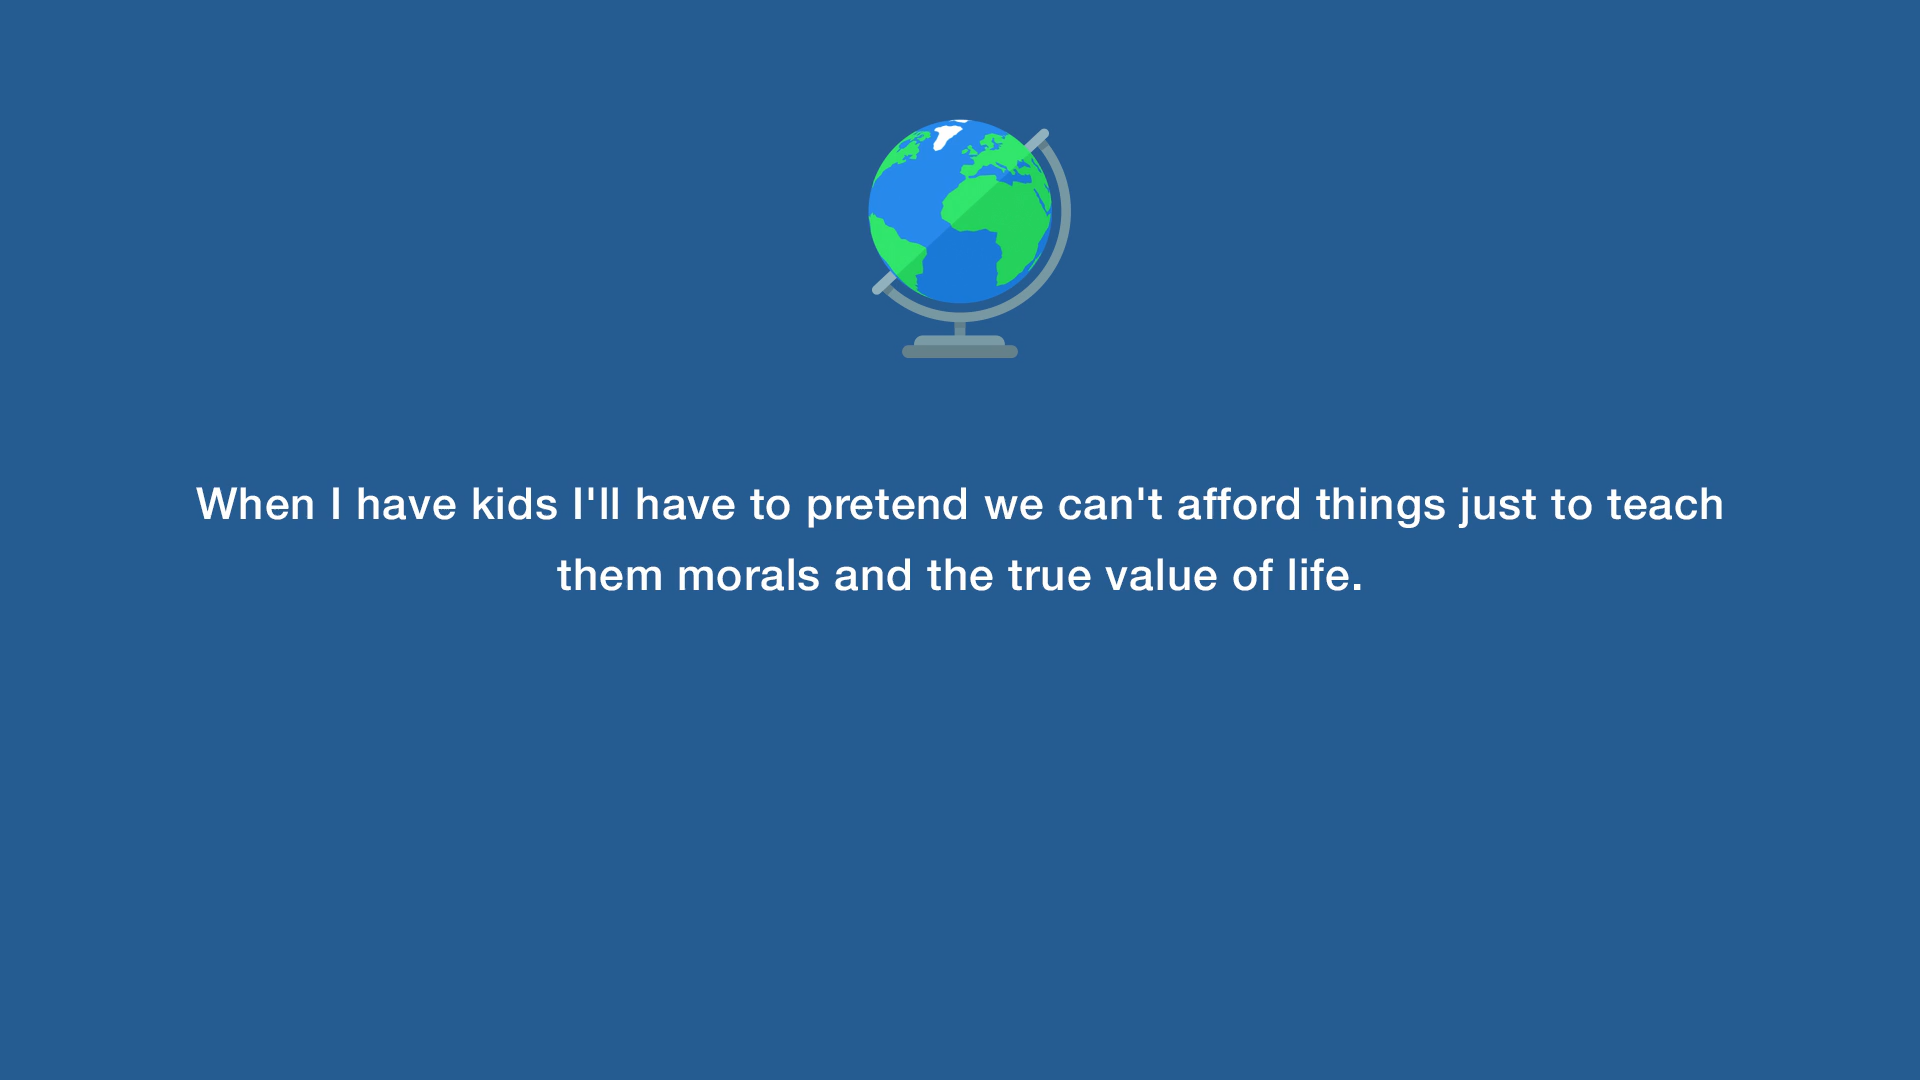 When I have kids I'll have to pretend we can't afford things just to teach
them morals and the true value of life.